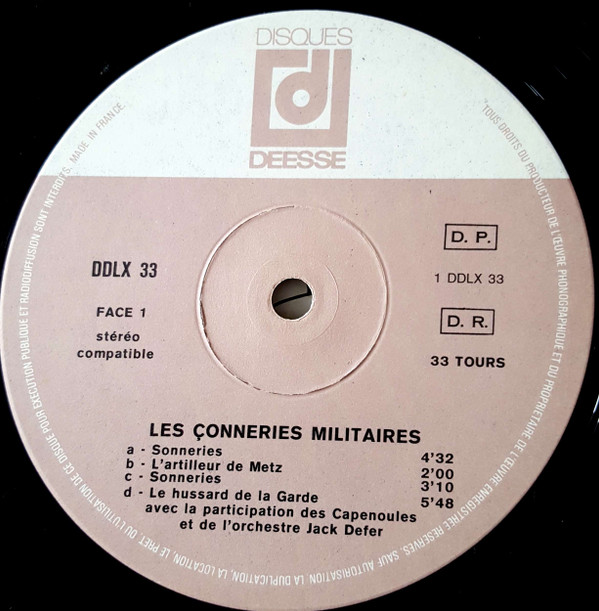 DISQUES
d
DEESSE
DDLX 33
FACE 1
stéréo
compatible
D. P.
1 DDLX 33
D. R.
33 TOURS
LES ÇONNERIES MILITAIRES
a - Sonneries 4'32
b - L'artilleur de Metz 2'00
c - Sonneries 3'10
d - Le hussard de la Garde 5'48
avec la participation des Capenoules
et de l'orchestre Jack Defer
TOUS DROITS DU PRODUCTEUR DE L'ŒUVRE PHONOGRAPHIQUE ET DU PROPRIETAIRE DE L'ŒUVRE ENREGISTREE RESERVES. SAUF AUTORISATION, LA DUPLICATION, LA LOCATION, LE PRET, OU L'UTILISATION DE CE DISQUE POUR EXECUTION PUBLIQUE ET RADIODIFFUSION SONT INTERDITS. MADE IN FRANCE.